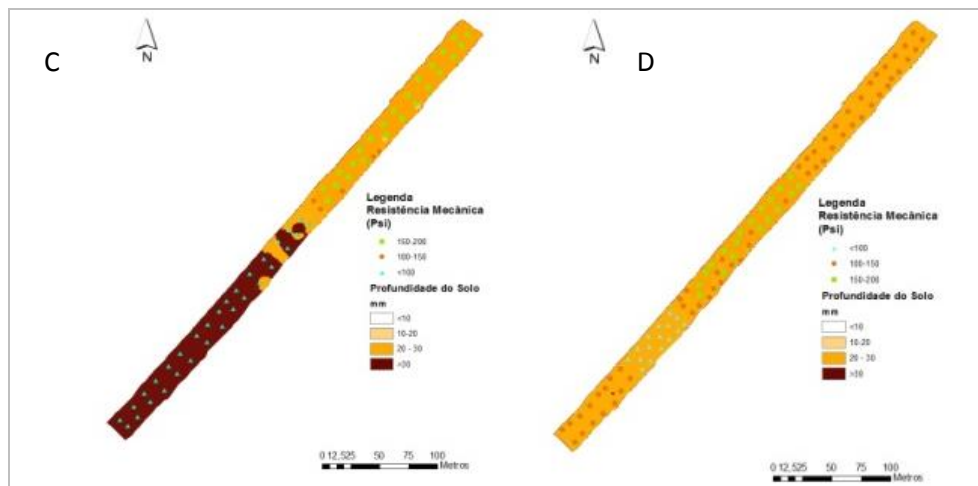 C
N
Legenda
Resistência Mecânica
(Psi)
150-200
100-150
<100
Profundidade do Solo
mm
<10
10-20
20 - 30
>30
0 12,525 50 75 100
Metros
D
N
Legenda
Resistência Mecânica
(Psi)
<100
100-150
150-200
Profundidade do Solo
mm
<10
10-20
20 - 30
>30
0 12,525 50 75 100
Metros